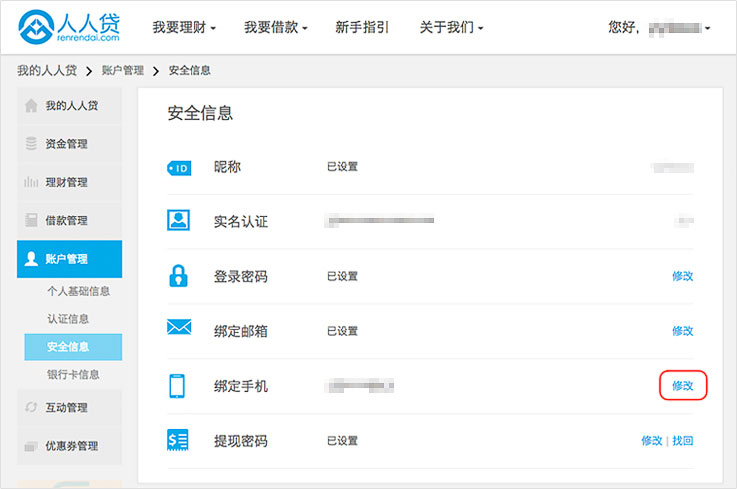 人人贷
renrendai.com
我要理财 我要借款 新手指引 关于我们 您好，
我的人人贷 > 账户管理 > 安全信息
我的人人贷
资金管理
理财管理
借款管理
账户管理
个人基础信息
认证信息
安全信息
银行卡信息
互动管理
优惠券管理
安全信息
ID 昵称 已设置
实名认证
登录密码 已设置 修改
绑定邮箱 已设置 修改
绑定手机 修改
提现密码 已设置 修改 | 找回